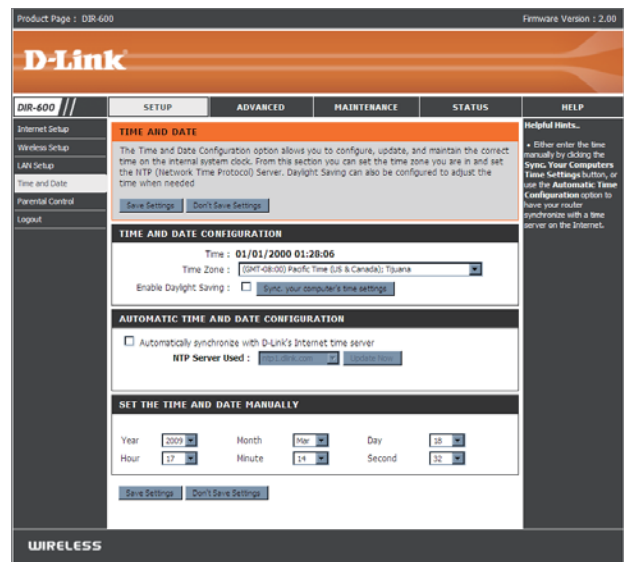 Product Page : DIR-600
Firmware Version : 2.00
D-Link
DIR-600
SETUP
ADVANCED
MAINTENANCE
STATUS
HELP
Internet Setup
Wireless Setup
LAN Setup
Time and Date
Parental Control
Logout
TIME AND DATE
The Time and Date Configuration option allows you to configure, update, and maintain the correct
time on the internal system clock. From this section you can set the time zone you are in and set
the NTP (Network Time Protocol) Server. Daylight Saving can also be configured to adjust the
time when needed
Save Settings Don't Save Settings
TIME AND DATE CONFIGURATION
Time : 01/01/2000 01:28:06
Time Zone : (GMT-08:00) Pacific Time (US & Canada); Tijuana
Enable Daylight Saving : Sync. your computer's time settings
AUTOMATIC TIME AND DATE CONFIGURATION
Automatically synchronize with D-Link's Internet time server
NTP Server Used : ntp1.dlink.com Update Now
SET THE TIME AND DATE MANUALLY
Year 2009 Month Mar Day 18
Hour 17 Minute 14 Second 32
Save Settings Don't Save Settings
Helpful Hints..
• Either enter the time
manually by clicking the
Sync. Your Computers
Time Settings button, or
use the Automatic Time
Configuration option to
have your router
synchronize with a time
server on the Internet.
WIRELESS